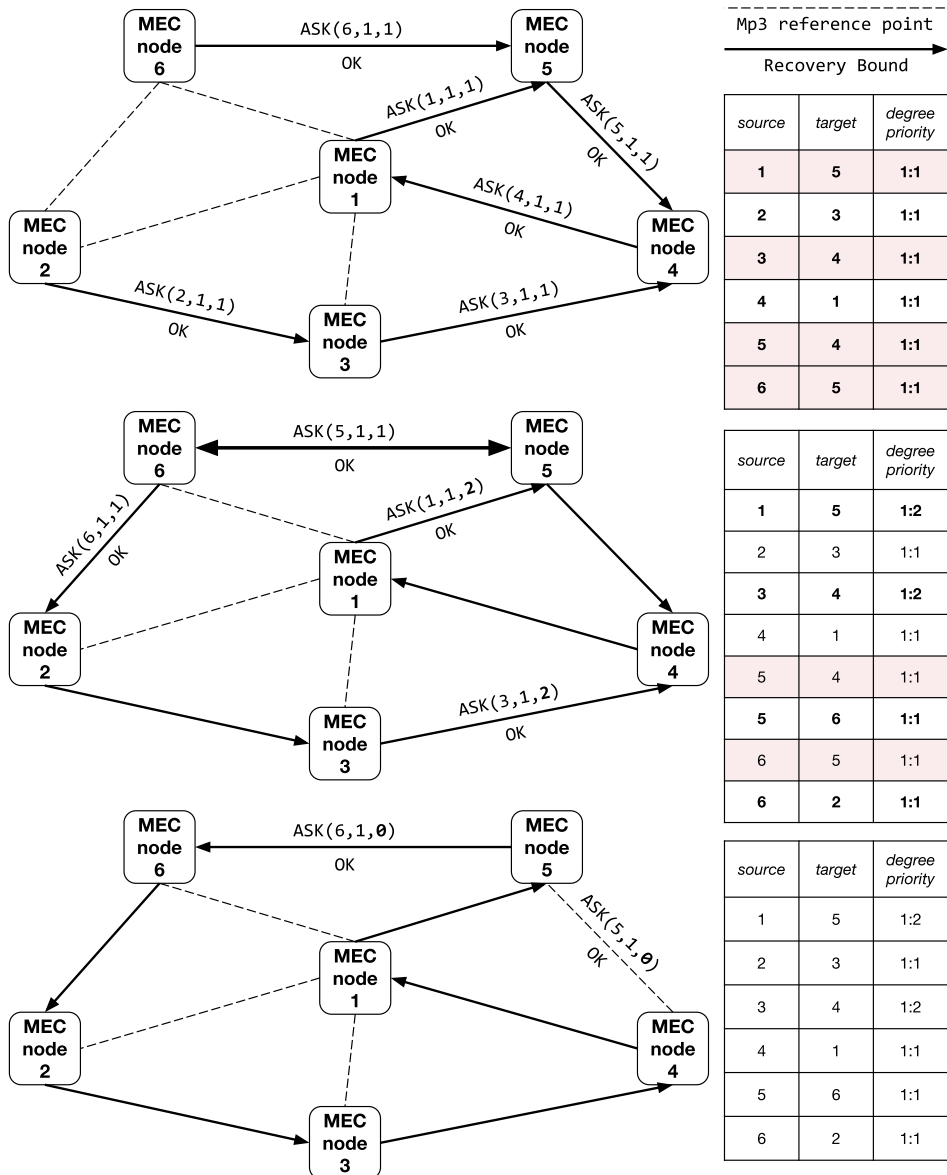 MEC
node
6
ASK(6,1,1)
OK
MEC
node
5
ASK(1,1,1)
OK
ASK(5,1,1)
OK
MEC
node
1
ASK(4,1,1)
OK
MEC
node
2
MEC
node
4
ASK(2,1,1)
OK
MEC
node
3
ASK(3,1,1)
OK
Mp3 reference point
Recovery Bound
source target degree
priority
1 5 1:1
2 3 1:1
3 4 1:1
4 1 1:1
5 4 1:1
6 5 1:1
MEC
node
6
ASK(5,1,1)
OK
MEC
node
5
ASK(6,1,1)
OK
ASK(1,1,2)
OK
MEC
node
1
MEC
node
2
MEC
node
4
MEC
node
3
ASK(3,1,2)
OK
source target degree
priority
1 5 1:2
2 3 1:1
3 4 1:2
4 1 1:1
5 4 1:1
5 6 1:1
6 5 1:1
6 2 1:1
MEC
node
6
ASK(6,1,0)
OK
MEC
node
5
ASK(5,1,0)
OK
MEC
node
1
MEC
node
2
MEC
node
4
MEC
node
3
source target degree
priority
1 5 1:2
2 3 1:1
3 4 1:2
4 1 1:1
5 6 1:1
6 2 1:1